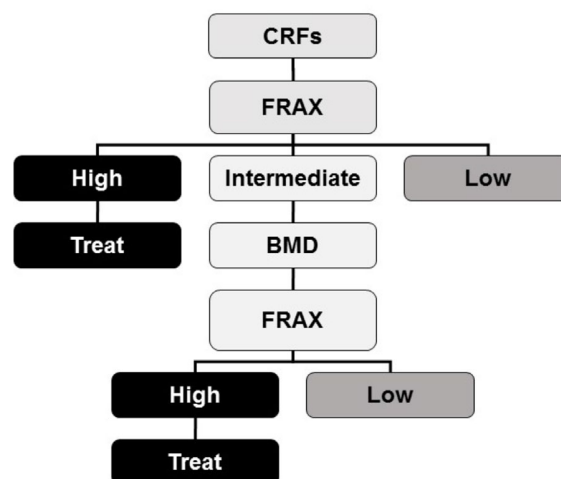 CRFs
FRAX
High
Intermediate
Low
Treat
BMD
FRAX
High
Low
Treat